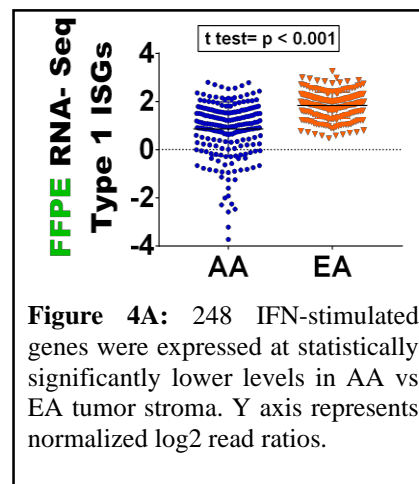 t test= p < 0.001
FFPE RNA- Seq
Type 1 ISGs
4
2
0
-2
-4
AA
EA
Figure 4A: 248 IFN-stimulated
genes were expressed at statistically
significantly lower levels in AA vs
EA tumor stroma. Y axis represents
normalized log2 read ratios.